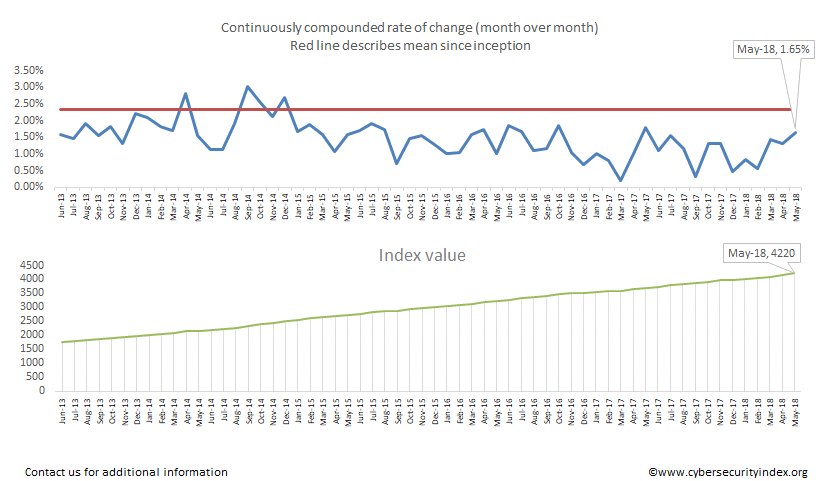 Continuously compounded rate of change (month over month)
Red line describes mean since inception
May-18, 1.65%
3.50%
3.00%
2.50%
2.00%
1.50%
1.00%
0.50%
0.00%
Jun-13 Jul-13 Aug-13 Sep-13 Oct-13 Nov-13 Dec-13 Jan-14 Feb-14 Mar-14 Apr-14 May-14 Jun-14 Jul-14 Aug-14 Sep-14 Oct-14 Nov-14 Dec-14 Jan-15 Feb-15 Mar-15 Apr-15 May-15 Jun-15 Jul-15 Aug-15 Sep-15 Oct-15 Nov-15 Dec-15 Jan-16 Feb-16 Mar-16 Apr-16 May-16 Jun-16 Jul-16 Aug-16 Sep-16 Oct-16 Nov-16 Dec-16 Jan-17 Feb-17 Mar-17 Apr-17 May-17 Jun-17 Jul-17 Aug-17 Sep-17 Oct-17 Nov-17 Dec-17 Jan-18 Feb-18 Mar-18 Apr-18 May-18
Index value
May-18, 4220
4500
4000
3500
3000
2500
2000
1500
1000
500
0
Jun-13 Jul-13 Aug-13 Sep-13 Oct-13 Nov-13 Dec-13 Jan-14 Feb-14 Mar-14 Apr-14 May-14 Jun-14 Jul-14 Aug-14 Sep-14 Oct-14 Nov-14 Dec-14 Jan-15 Feb-15 Mar-15 Apr-15 May-15 Jun-15 Jul-15 Aug-15 Sep-15 Oct-15 Nov-15 Dec-15 Jan-16 Feb-16 Mar-16 Apr-16 May-16 Jun-16 Jul-16 Aug-16 Sep-16 Oct-16 Nov-16 Dec-16 Jan-17 Feb-17 Mar-17 Apr-17 May-17 Jun-17 Jul-17 Aug-17 Sep-17 Oct-17 Nov-17 Dec-17 Jan-18 Feb-18 Mar-18 Apr-18 May-18
Contact us for additional information
©www.cybersecurityindex.org